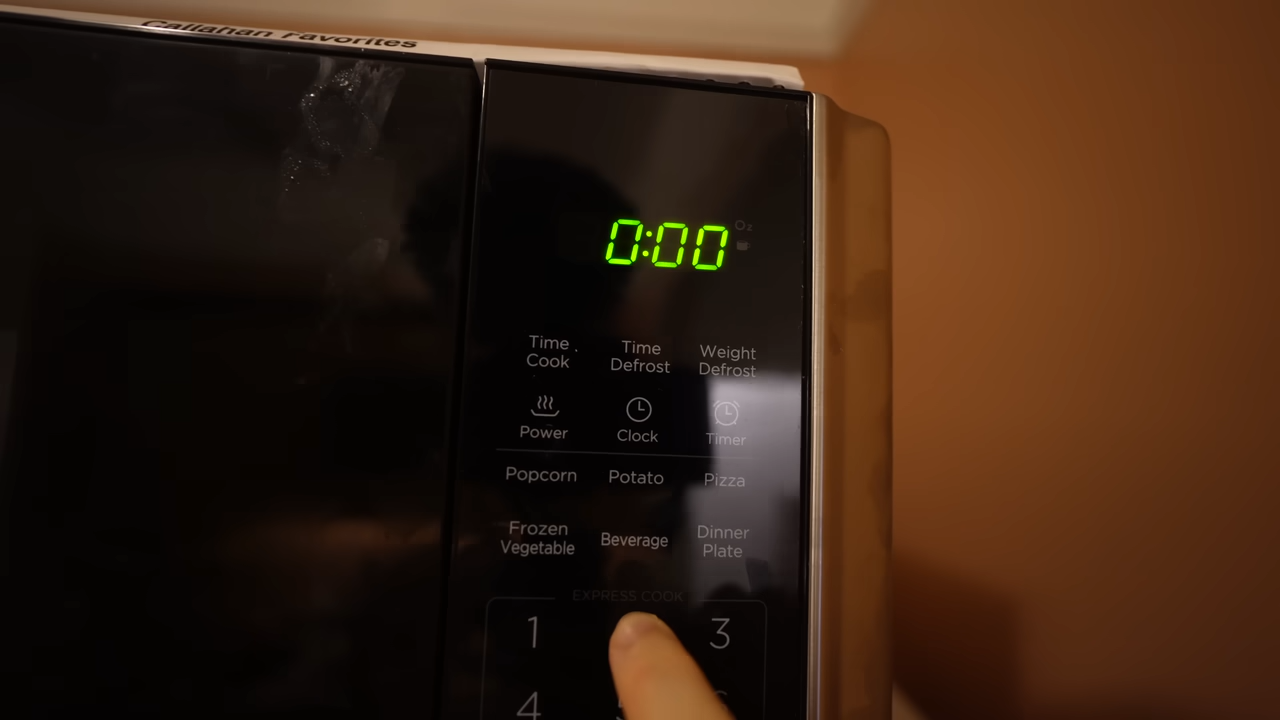 Callahan Favorites
0:00
Oz
Time Cook
Time Defrost
Weight Defrost
Power
Clock
Timer
Popcorn
Potato
Pizza
Frozen Vegetable
Beverage
Dinner Plate
EXPRESS COOK
1
3
4